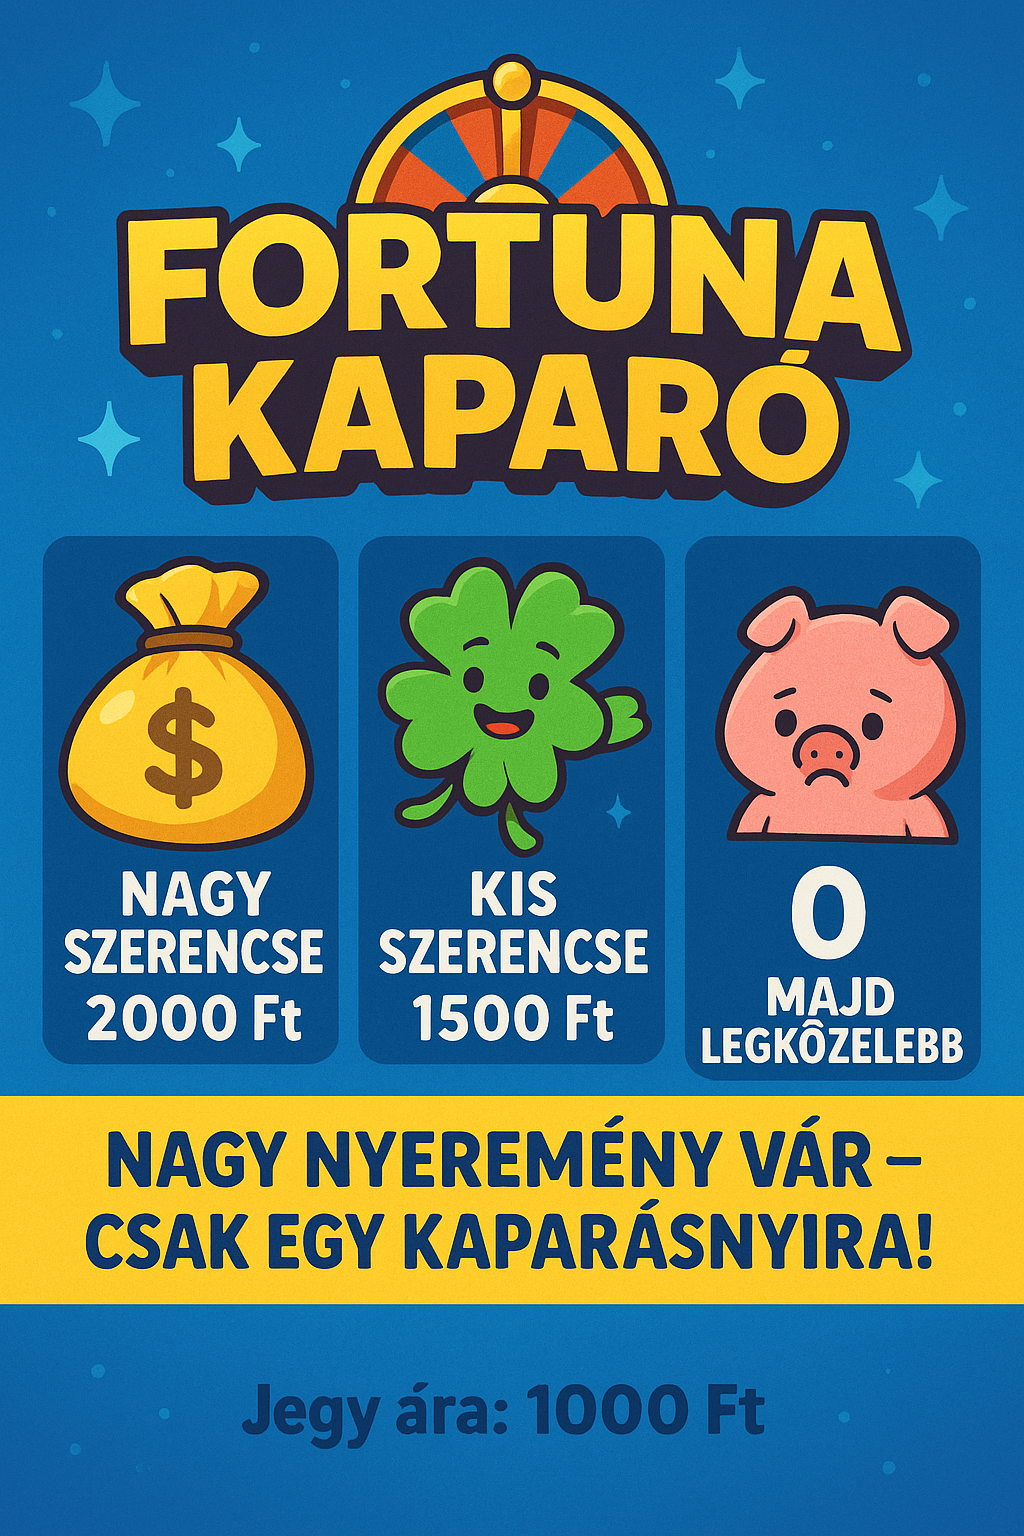 FORTUNA
KAPARÓ
$
NAGY
SZERENCSE
2000 Ft
KIS
SZERENCSE
1500 Ft
0
MAJD
LEGKÔZELEBB
NAGY NYEREMÉNY VÁR –
CSAK EGY KAPARÁSNYIRA!
Jegy ára: 1000 Ft